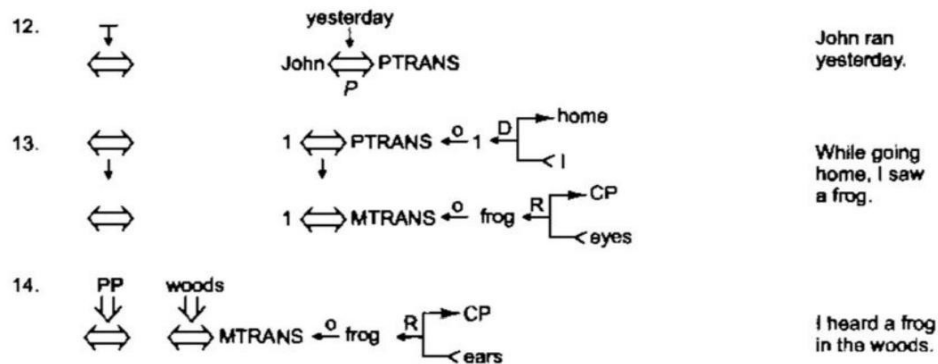 12. T yesterday
John PTRANS John ran
P yesterday.
13. 1 PTRANS o 1 D home
I While going
home, I saw
a frog.
1 MTRANS o frog R CP
eyes
14. PP woods
MTRANS o frog R CP
ears I heard a frog
in the woods.